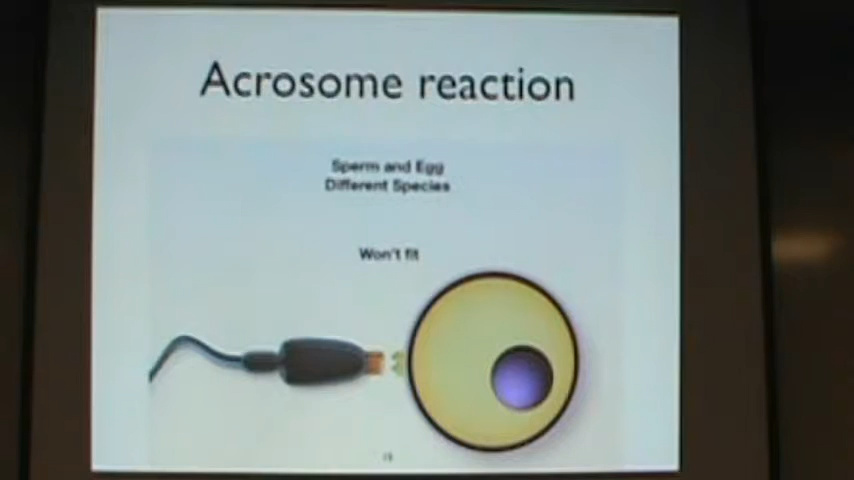 Acrosome reaction
Sperm and Egg
Different Species
Won't fit